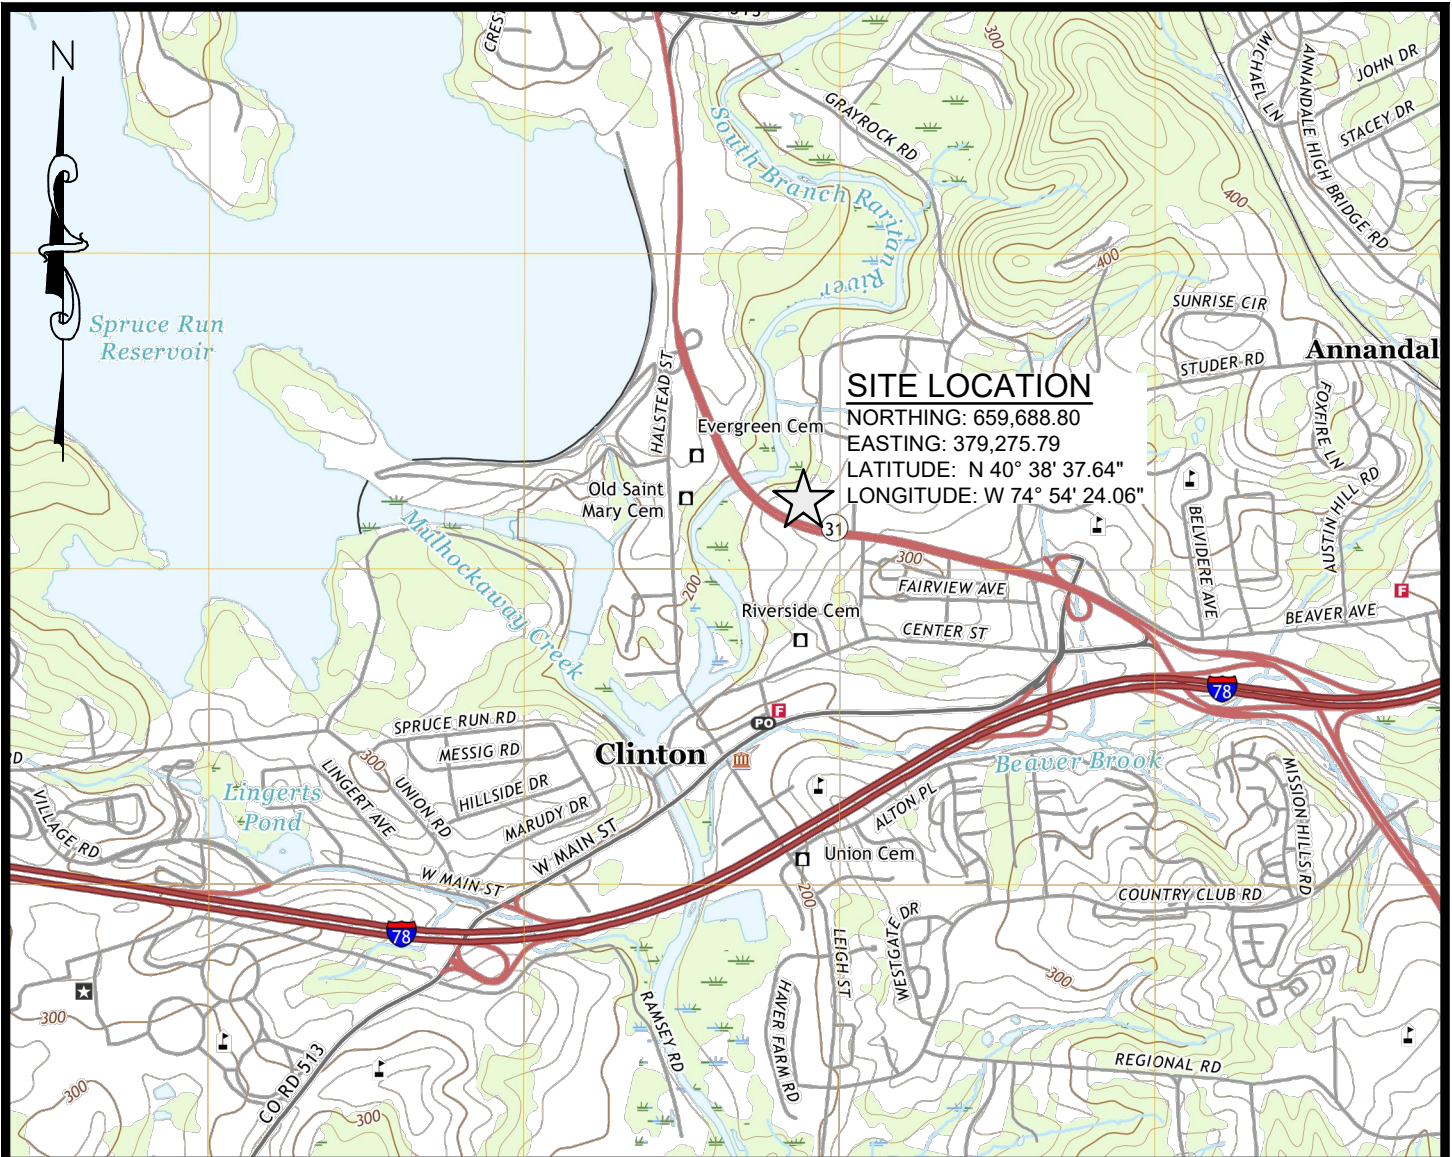 513
CREST
N
300
MICHAEL LN
ANNANDALE HIGH BRIDGE RD
JOHN DR
STACEY DR
GRAYROCK RD
South Branch Raritan
River
400
400
SUNRISE CIR
Spruce Run
Reservoir
Annandal
STUDER RD
HALSTEAD ST
SITE LOCATION
NORTHING: 659,688.80
EASTING: 379,275.79
LATITUDE: N 40° 38' 37.64"
LONGITUDE: W 74° 54' 24.06"
FOXFIRE LN
Evergreen Cem
Old Saint
Mary Cem
AUSTIN HILL RD
BELVIDERE AVE
31
Mulhockaway Creek
300
FAIRVIEW AVE
200
F
Riverside Cem
BEAVER AVE
CENTER ST
78
F
PO
SPRUCE RUN RD
MESSIG RD
Clinton
RD
300
Beaver Brook
LINGERT AVE
UNION RD
HILLSIDE DR
MARUDY DR
Lingerts
Pond
VILLAGE RD
ALTON PL
MISSION HILLS RD
W MAIN ST
W MAIN ST
Union Cem
200
COUNTRY CLUB RD
78
LEIGH ST
WESTGATE DR
300
HAVER FARM RD
RAMSEY RD
300
CO RD 513
REGIONAL RD
300
300